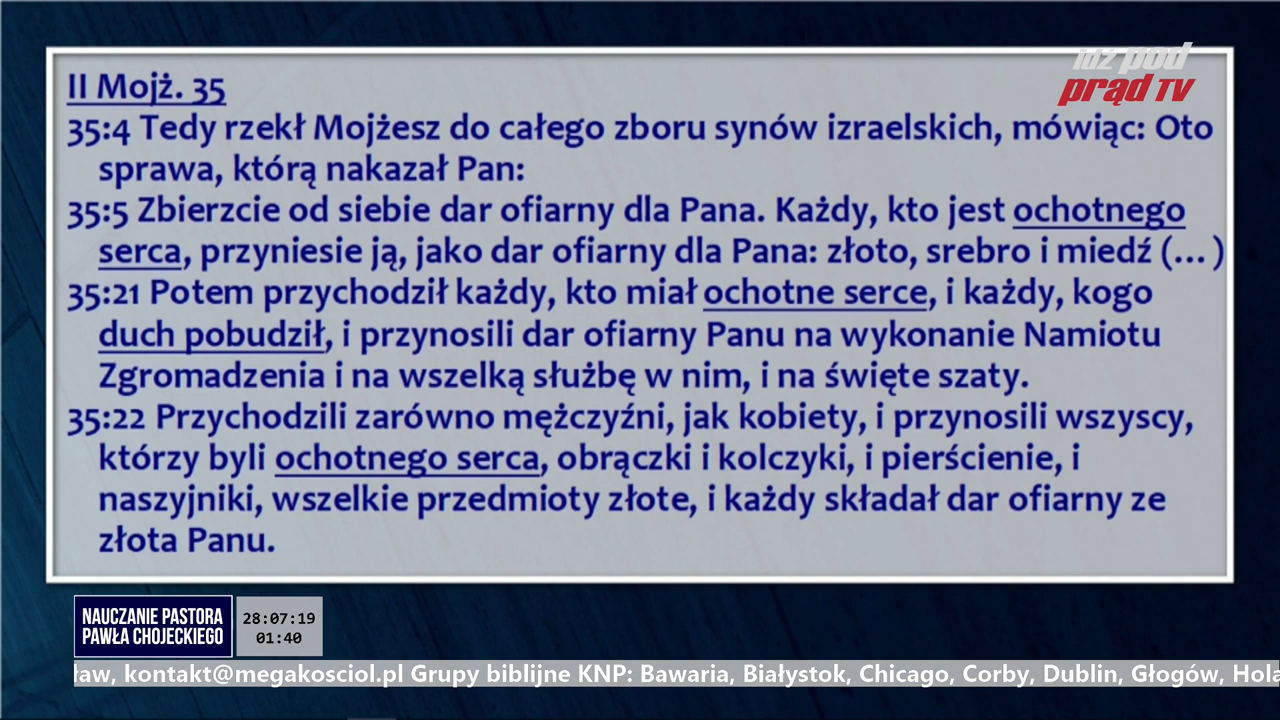 idź pod
prąd TV
II Mojż. 35
35:4 Tedy rzekł Mojżesz do całego zboru synów izraelskich, mówiąc: Oto
sprawa, którą nakazał Pan:
35:5 Zbierzcie od siebie dar ofiarny dla Pana. Każdy, kto jest ochotnego
serca, przyniesie ją, jako dar ofiarny dla Pana: złoto, srebro i miedź (... )
35:21 Potem przychodził każdy, kto miał ochotne serce, i każdy, kogo
duch pobudził, i przynosili dar ofiarny Panu na wykonanie Namiotu
Zgromadzenia i na wszelką służbę w nim, i na święte szaty.
35:22 Przychodzili zarówno mężczyźni, jak kobiety, i przynosili wszyscy,
którzy byli ochotnego serca, obrączki i kolczyki, i pierścienie, i
naszyjniki, wszelkie przedmioty złote, i każdy składał dar ofiarny ze
złota Panu.
NAUCZANIE PASTORA
PAWŁA CHOJECKIEGO
28:07:19
01:40
ław, kontakt@megakosciol.pl Grupy biblijne KNP: Bawaria, Białystok, Chicago, Corby, Dublin, Głogów, Hola